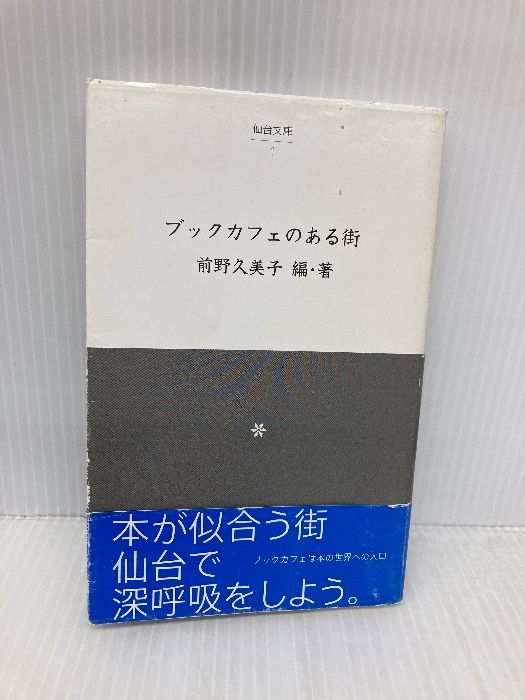 仙台文庫
4
ブックカフェのある街
前野久美子 編・著
本が似合う街
仙台で
深呼吸をしよう。
ブックカフェは本の世界への入口